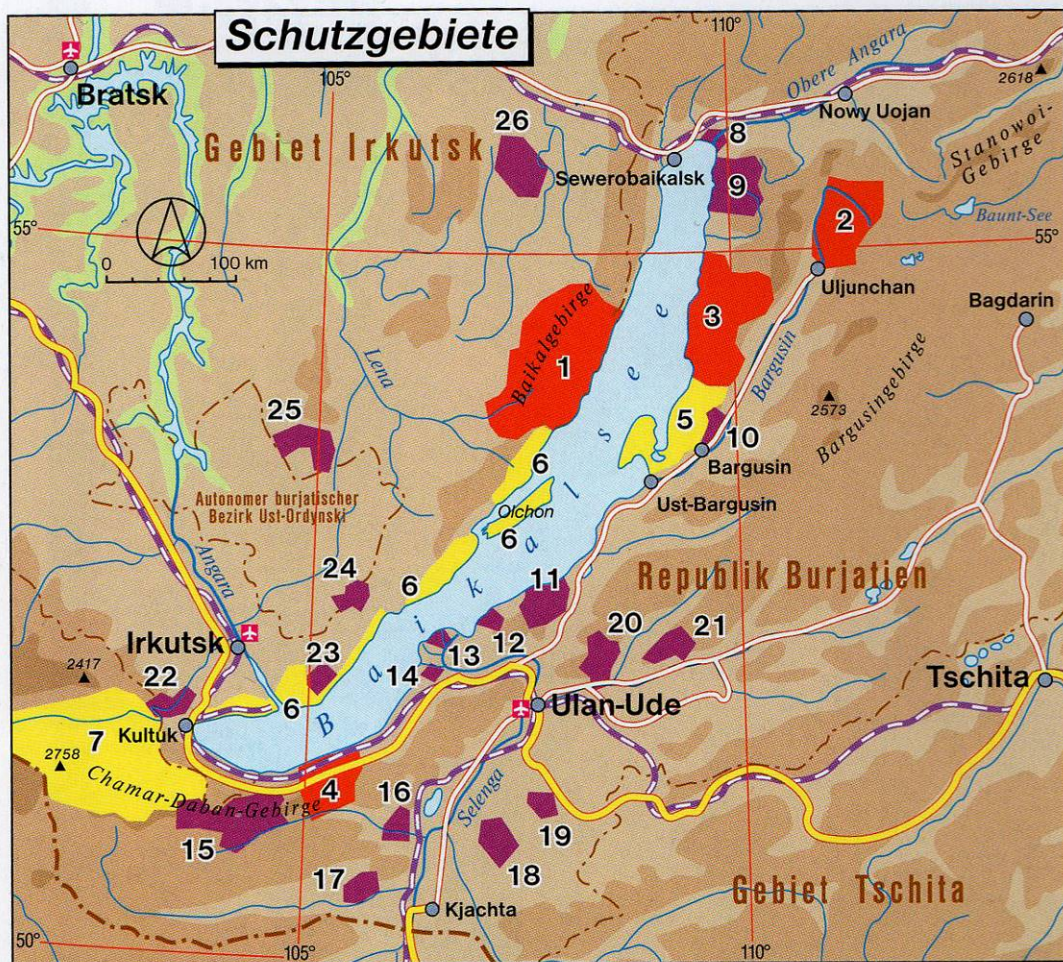 Schutzgebiete
110°
105°
Bratsk
Obere Angara
2618
Nowy Uojan
26
8
Gebiet Irkutsk
Sewerobaikalsk
9
Stanowoi-
Gebirge
2
Baunt-See
55°
55°
0 100 km
Uljunchan
Bagdarin
3
Baikalgebirge
1
Lena
Bargusin
Bargusingebirge
2573
25
5
10
Bargusin
6
Ust-Bargusin
Autonomer burjatischer
Bezirk Ust-Ordynski
Olchon
6
Angara
24
6
11
Republik Burjatien
Baikalsee
Irkutsk
23
12
13
20
21
2417
22
14
Tschita
6
Ulan-Ude
Kultuk
7
2758
Chamar-Daban-Gebirge
4
16
Selenga
19
15
18
17
Gebiet Tschita
Kjachta
50°
105°
110°